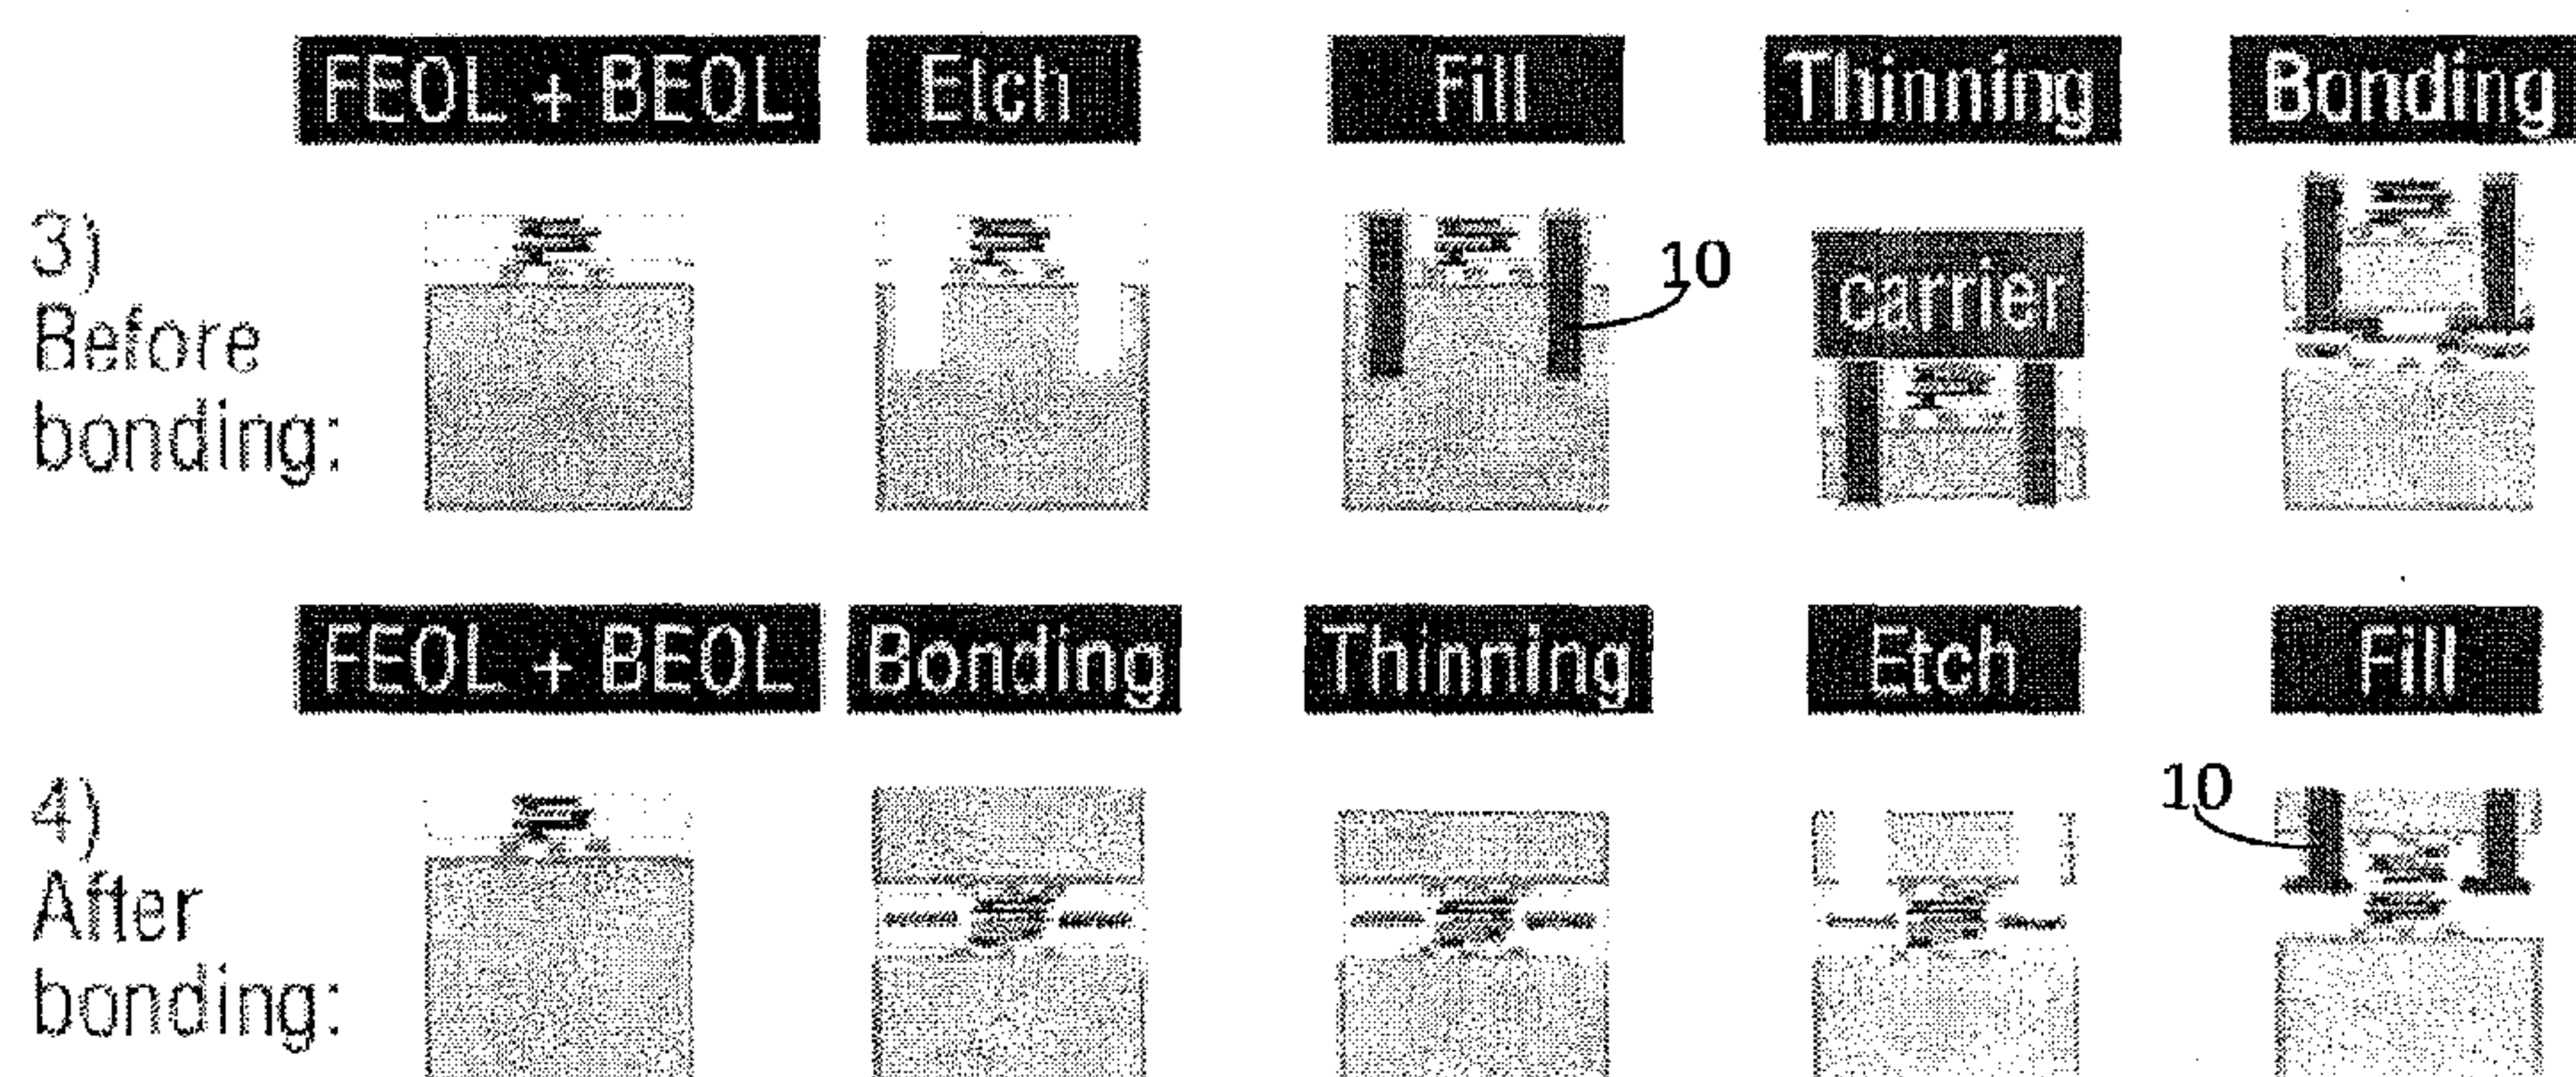 FEOL + BEOL Etch Fill Thinning Bonding
3)
Before
bonding:
10
carrier
FEOL + BEOL Bonding Thinning Etch Fill
4)
After
bonding:
10